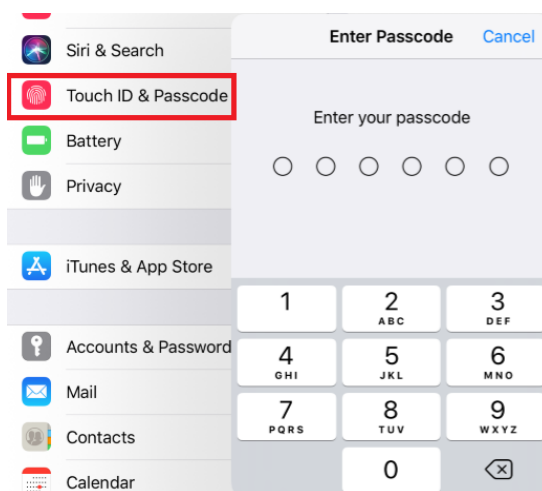 Siri & Search
Touch ID & Passcode
Battery
Privacy
iTunes & App Store
Accounts & Password
Mail
Contacts
Calendar
Enter Passcode Cancel
Enter your passcode
1 2 3
ABC DEF
4 5 6
GHI JKL MNO
7 8 9
PQRS TUV WXYZ
0